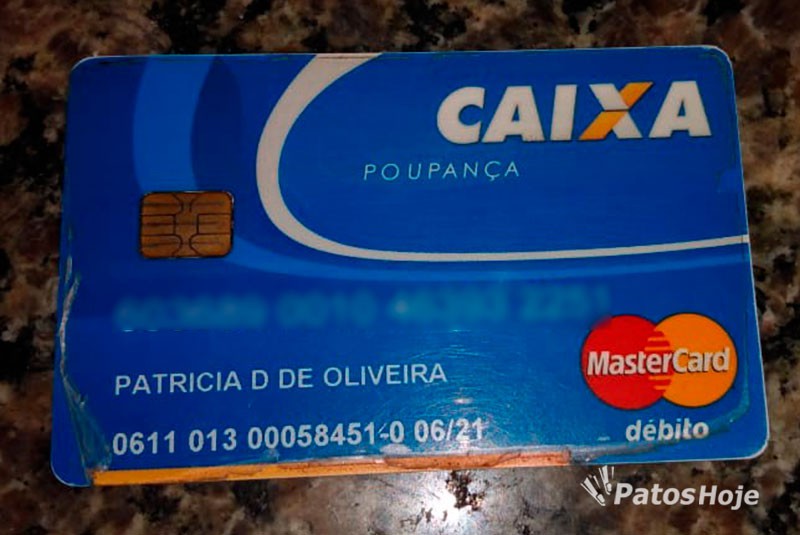 CAIXA
POUPANÇA
PATRICIA D DE OLIVEIRA
0611 013 00058451-0 06/21
MasterCard
débito
PatosHoje